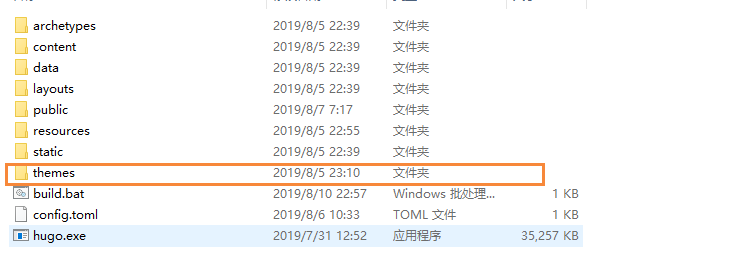 archetypes 2019/8/5 22:39 文件夹
content 2019/8/5 22:39 文件夹
data 2019/8/5 22:39 文件夹
layouts 2019/8/5 22:39 文件夹
public 2019/8/7 7:17 文件夹
resources 2019/8/5 22:55 文件夹
static 2019/8/5 22:39 文件夹
themes 2019/8/5 23:10 文件夹
build.bat 2019/8/10 22:57 Windows 批处理... 1 KB
config.toml 2019/8/6 10:33 TOML 文件 1 KB
hugo.exe 2019/7/31 12:52 应用程序 35,257 KB